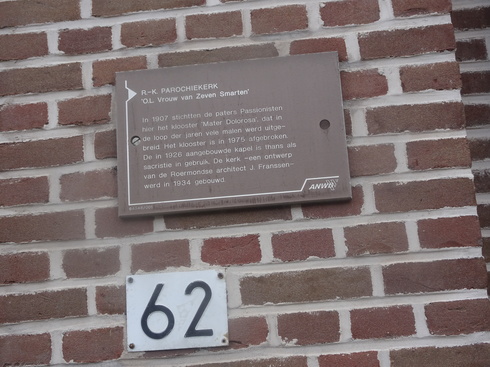 R.-K. PAROCHIEKERK
'O.L. Vrouw van Zeven Smarten'
In 1907 stichtten de paters Passionisten
hier het klooster 'Mater Dolorosa', dat in
de loop der jaren vele malen werd uitge-
breid. Het klooster is in 1975 afgebroken.
De in 1926 aangebouwde kapel is thans als
sacristie in gebruik. De kerk -een ontwerp
van de Roermondse architect J. Franssen-
werd in 1934 gebouwd.
ANWB
62